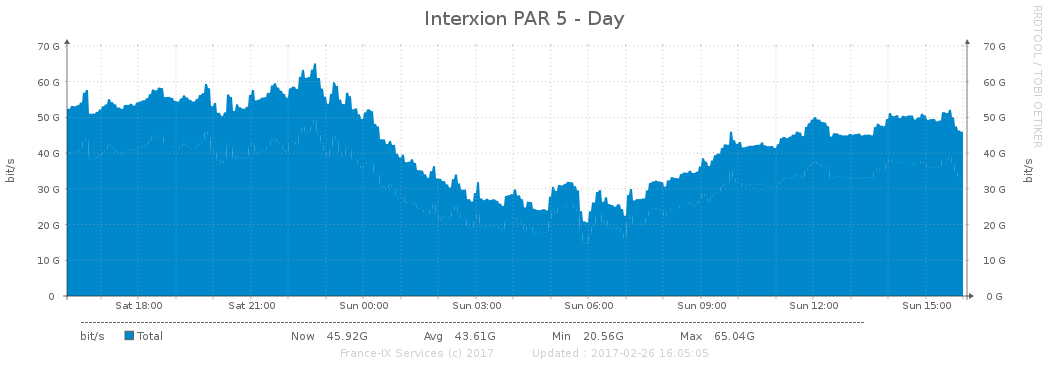 Interxion PAR 5 - Day
RRDTOOL / TOBI OETIKER
bit/s
70 G 70 G
60 G 60 G
50 G 50 G
40 G 40 G
30 G 30 G
20 G 20 G
10 G 10 G
0 0 G
bit/s
Sat 18:00 Sat 21:00 Sun 00:00 Sun 03:00 Sun 06:00 Sun 09:00 Sun 12:00 Sun 15:00
bit/s Total Now 45.92G Avg 43.61G Min 20.56G Max 65.04G
France-IX Services (c) 2017 Updated : 2017-02-26 16:05:05